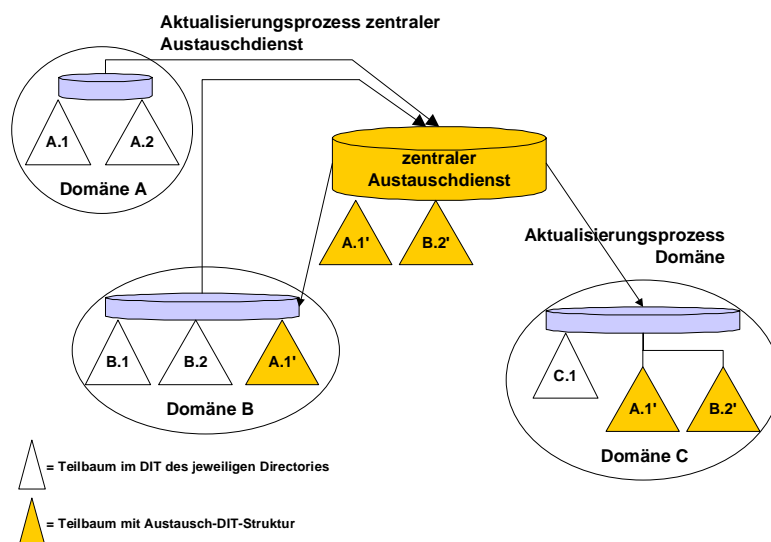 Aktualisierungsprozess zentraler
Austauschdienst
A.1
A.2
Domäne A
zentraler
Austauschdienst
A.1'
B.2'
Aktualisierungsprozess
Domäne
B.1
B.2
A.1'
Domäne B
C.1
A.1'
B.2'
Domäne C
= Teilbaum im DIT des jeweiligen Directories
= Teilbaum mit Austausch-DIT-Struktur